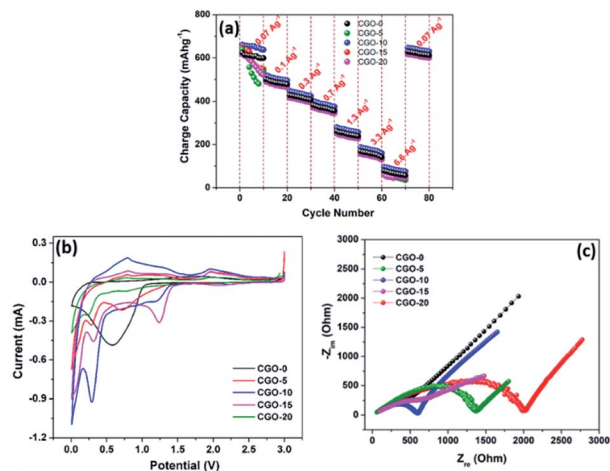 (a)
0.07 Ag-1
0.1 Ag-1
0.3 Ag-1
0.7 Ag-1
1.3 Ag-1
3.3 Ag-1
6.6 Ag-1
0.07 Ag-1
CGO-0
CGO-5
CGO-10
CGO-15
CGO-20
Charge Capacity (mAhg-1)
800
600
400
200
0
0 10 20 30 40 50 60 70 80
Cycle Number
(b)
0.3
0.0
-0.3
-0.6
-0.9
-1.2
Current (mA)
CGO-0
CGO-5
CGO-10
CGO-15
CGO-20
0.0 0.5 1.0 1.5 2.0 2.5 3.0
Potential (V)
(c)
-3000
-2500
-2000
-1500
-1000
-500
0
-Zim (Ohm)
CGO-0
CGO-5
CGO-10
CGO-15
CGO-20
0 500 1000 1500 2000 2500 3000
Zre (Ohm)